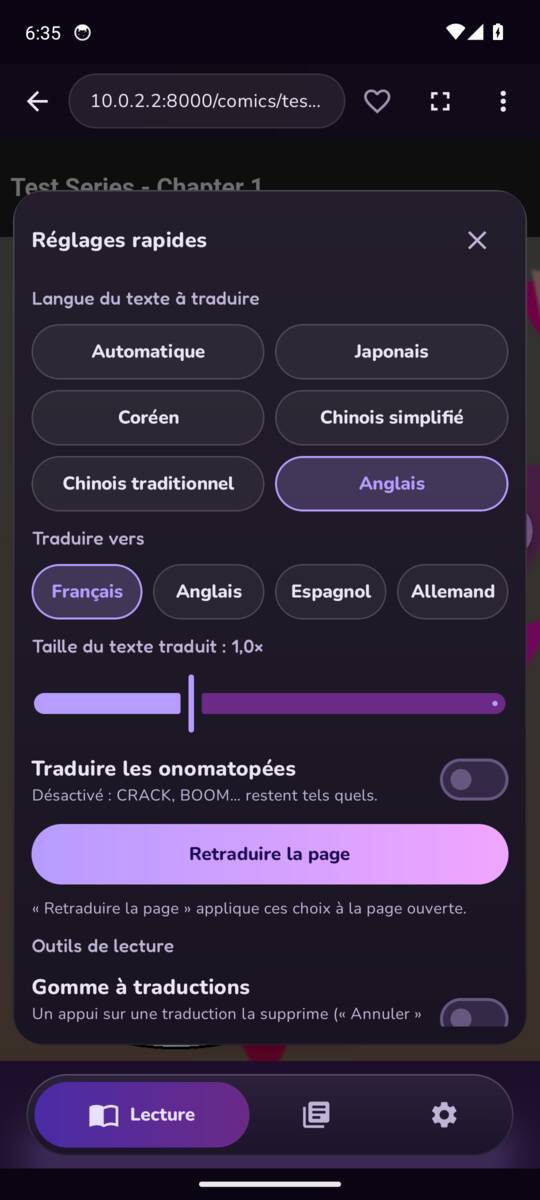 6:35
10.0.2.2:8000/comics/tes...
Test Series - Chapter 1
Réglages rapides
Langue du texte à traduire
Automatique
Japonais
Coréen
Chinois simplifié
Chinois traditionnel
Anglais
Traduire vers
Français
Anglais
Espagnol
Allemand
Taille du texte traduit : 1,0×
Traduire les onomatopées
Désactivé : CRACK, BOOM… restent tels quels.
Retraduire la page
« Retraduire la page » applique ces choix à la page ouverte.
Outils de lecture
Gomme à traductions
Un appui sur une traduction la supprime (« Annuler »
Lecture